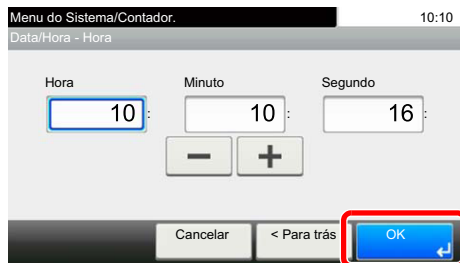 Menu do Sistema/Contador. 10:10
Data/Hora - Hora
Hora Minuto Segundo
10 : 10 : 16 :
− +
Cancelar < Para trás OK